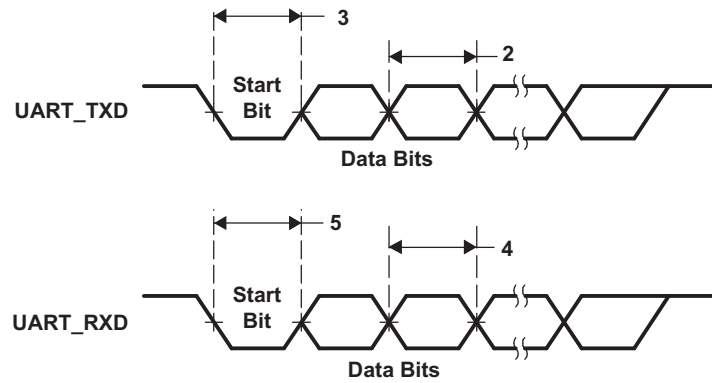 3
2
Start
Bit
UART_TXD
Data Bits
5
4
Start
Bit
UART_RXD
Data Bits